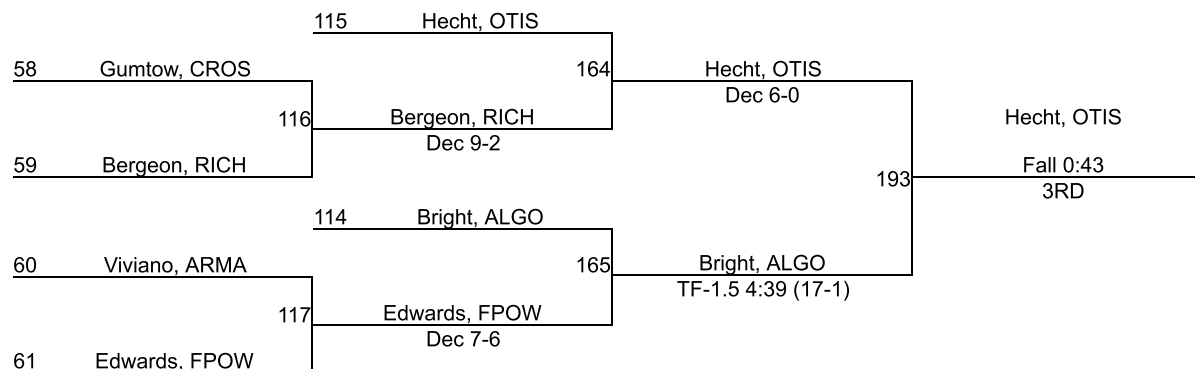 115 Hecht, OTIS
58 Gumtow, CROS
164 Hecht, OTIS
Dec 6-0
116 Bergeon, RICH
Dec 9-2
Hecht, OTIS
59 Bergeon, RICH
193 Fall 0:43
3RD
114 Bright, ALGO
60 Viviano, ARMA
165 Bright, ALGO
TF-1.5 4:39 (17-1)
117 Edwards, FPOW
Dec 7-6
61 Edwards, FPOW